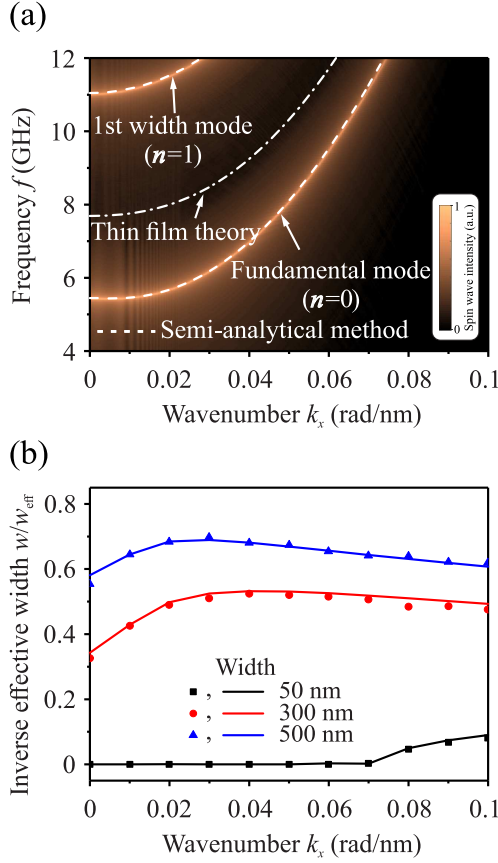 (a)
12
10
8
6
4
Frequency f (GHz)
1st width mode
(n=1)
Thin film theory
Fundamental mode
(n=0)
Semi-analytical method
1
0
Spin wave intensity (a.u.)
0
0.02
0.04
0.06
0.08
0.1
Wavenumber kx (rad/nm)
(b)
0.8
0.6
0.4
0.2
0
Inverse effective width w/weff
Width
, 50 nm
, 300 nm
, 500 nm
0
0.02
0.04
0.06
0.08
0.1
Wavenumber kx (rad/nm)